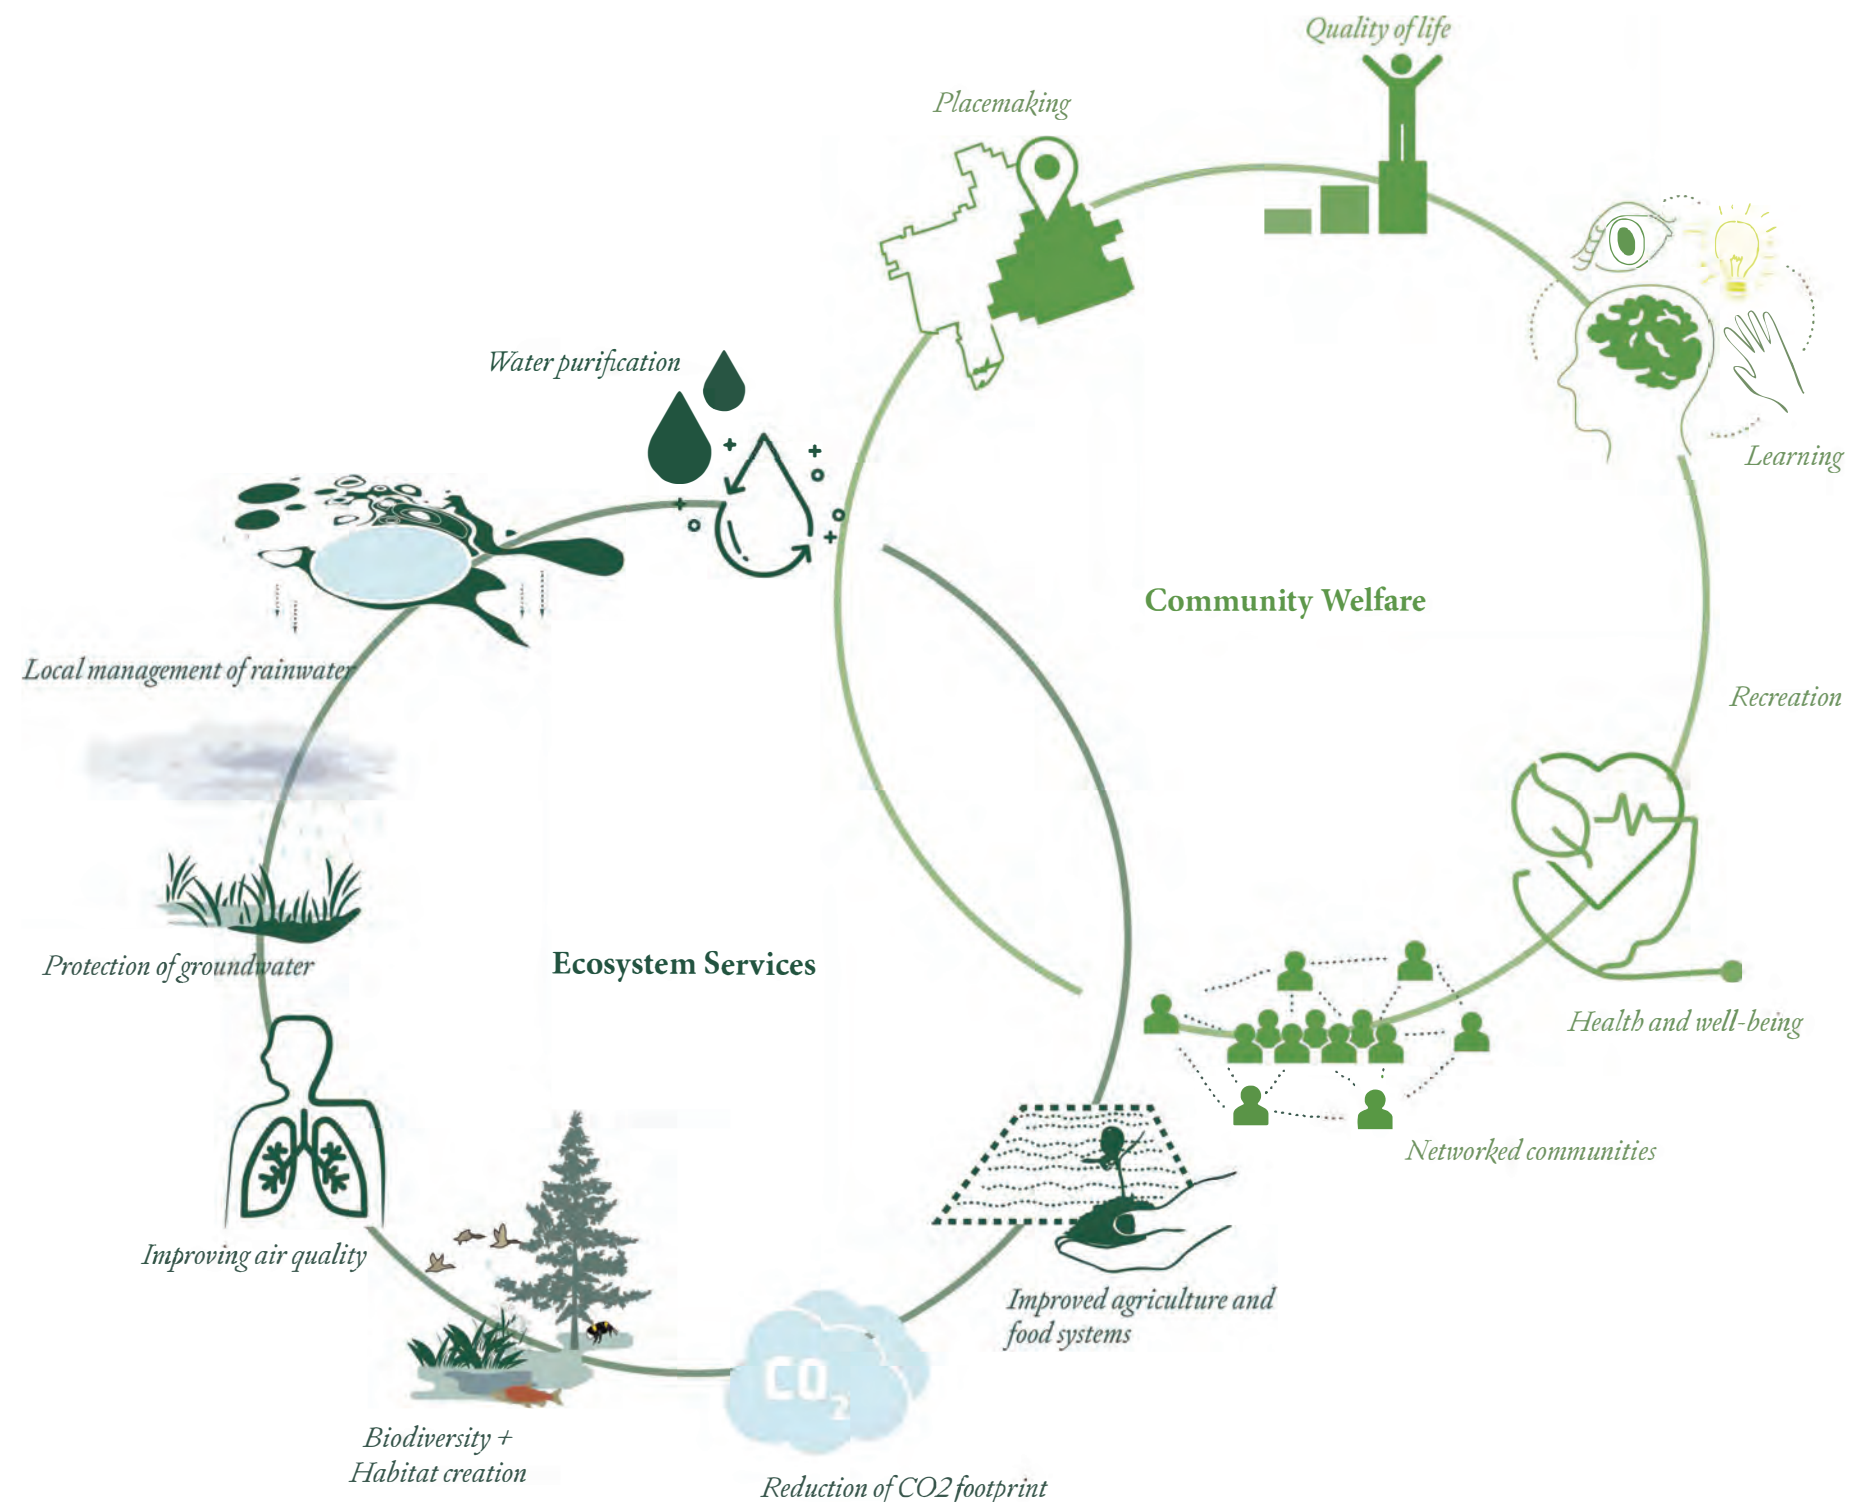 Quality of life
Placemaking
Water purification
Learning
Community Welfare
Local management of rainwater
Recreation
Protection of groundwater
Ecosystem Services
Health and well-being
Networked communities
Improving air quality
Improved agriculture and
food systems
CO2
Biodiversity +
Habitat creation
Reduction of CO2 footprint